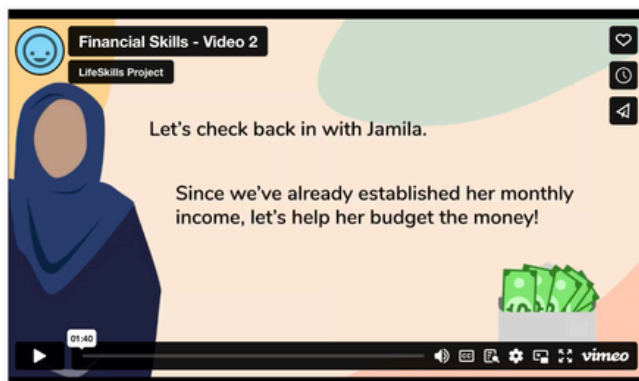 Financial Skills - Video 2
LifeSkills Project
Let's check back in with Jamila.
Since we've already established her monthly
income, let's help her budget the money!
01:40
CC
vimeo